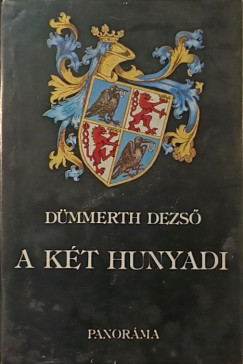 DÜMMERTH DEZSŐ
A KÉT HUNYADI
PANORÁMA